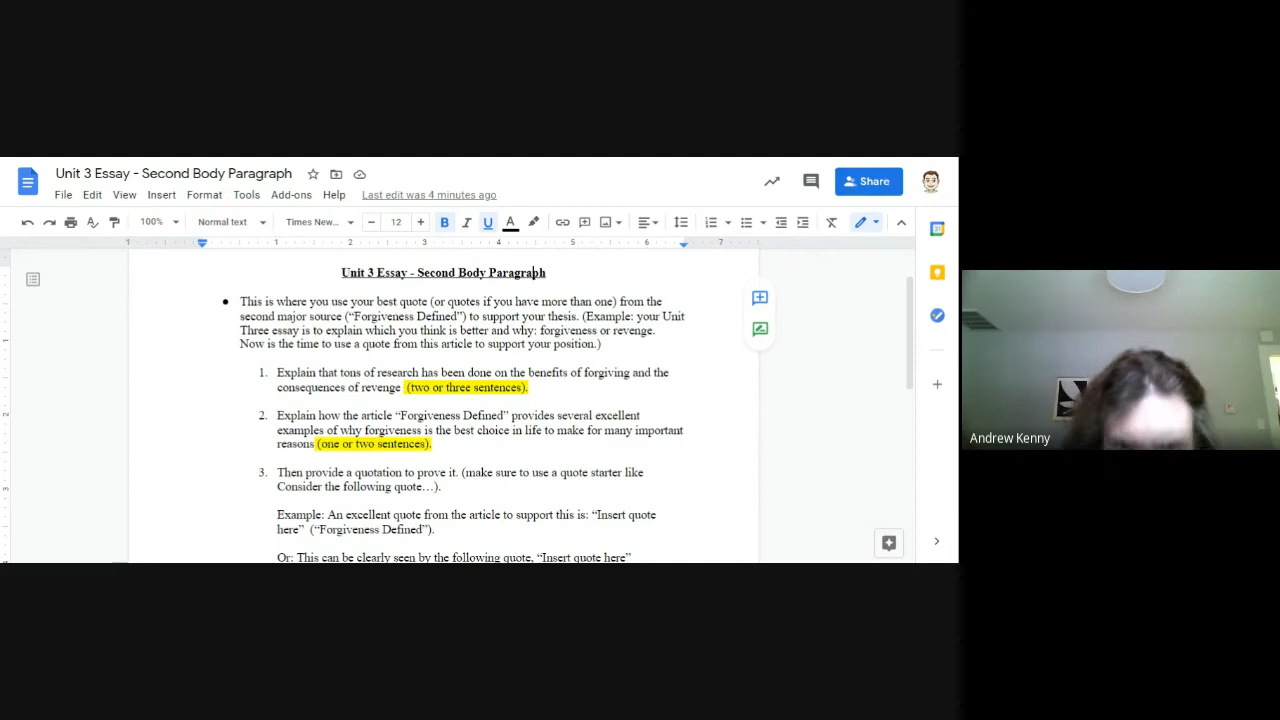 Unit 3 Essay - Second Body Paragraph
File Edit View Insert Format Tools Add-ons Help Last edit was 4 minutes ago
Share
100% Normal text Times New... 12 B I U A
1 1 2 3 4 5 6 7
Unit 3 Essay - Second Body Paragraph
● This is where you use your best quote (or quotes if you have more than one) from the
second major source (“Forgiveness Defined”) to support your thesis. (Example: your Unit
Three essay is to explain which you think is better and why: forgiveness or revenge.
Now is the time to use a quote from this article to support your position.)
1. Explain that tons of research has been done on the benefits of forgiving and the
consequences of revenge (two or three sentences).
2. Explain how the article “Forgiveness Defined” provides several excellent
examples of why forgiveness is the best choice in life to make for many important
reasons (one or two sentences).
3. Then provide a quotation to prove it. (make sure to use a quote starter like
Consider the following quote…).
Example: An excellent quote from the article to support this is: “Insert quote
here” (“Forgiveness Defined”).
Or: This can be clearly seen by the following quote, “Insert quote here”
Andrew Kenny